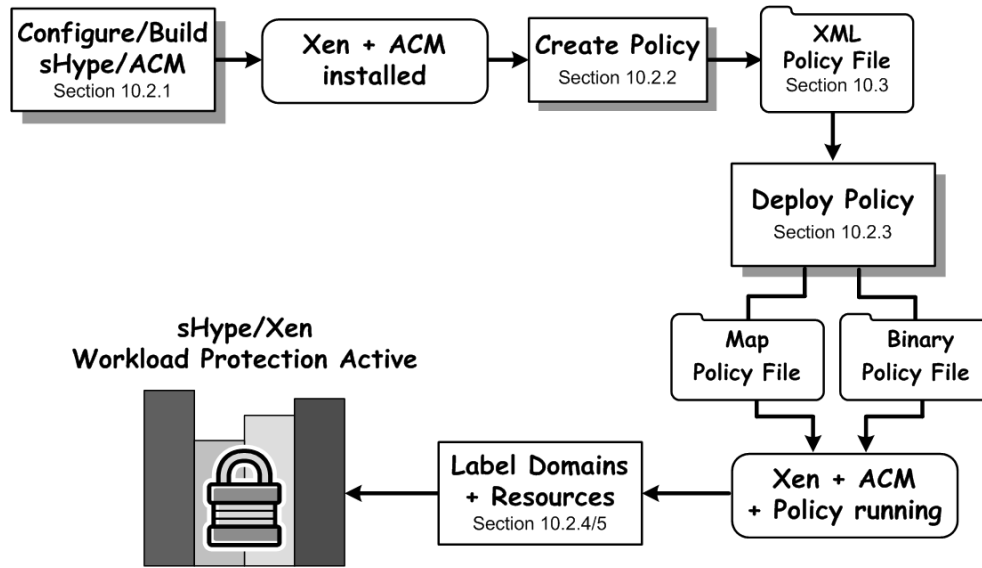 Configure/Build
sHype/ACM
Section 10.2.1
Xen + ACM
installed
Create Policy
Section 10.2.2
XML
Policy File
Section 10.3
Deploy Policy
Section 10.2.3
Map
Policy File
Binary
Policy File
Xen + ACM
+ Policy running
Label Domains
+ Resources
Section 10.2.4/5
sHype/Xen
Workload Protection Active